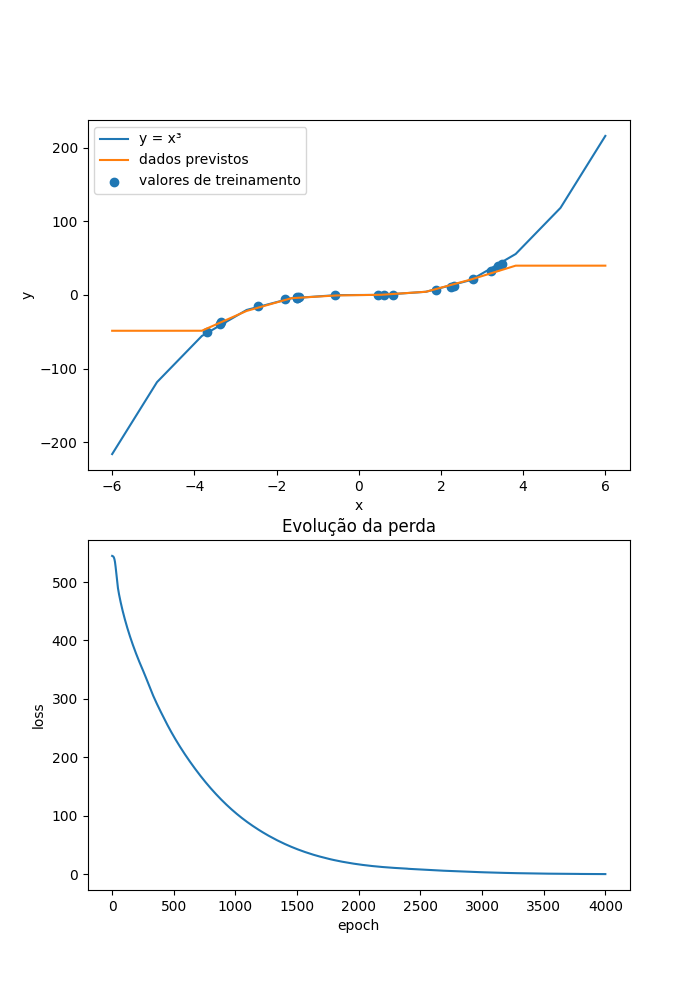 y = x³
dados previstos
valores de treinamento
200
100
0
−100
−200
y
−6 −4 −2 0 2 4 6
x
Evolução da perda
500
400
300
200
100
0
loss
0 500 1000 1500 2000 2500 3000 3500 4000
epoch